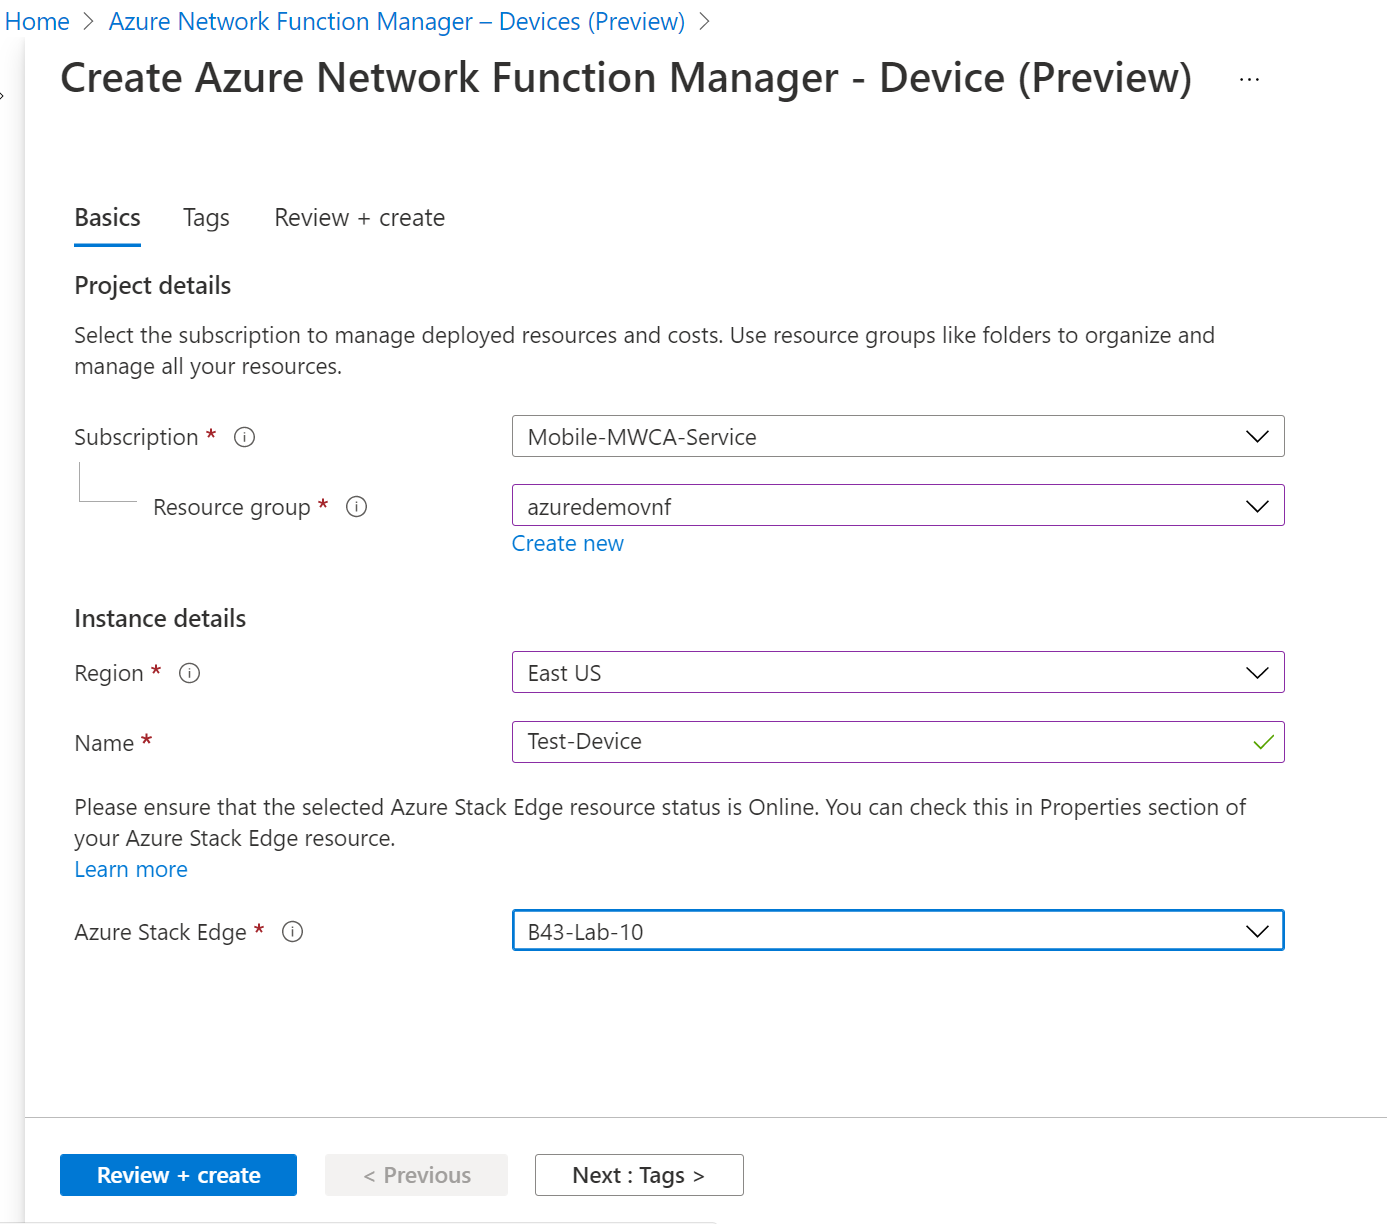 Home > Azure Network Function Manager – Devices (Preview) >
Create Azure Network Function Manager - Device (Preview) ...
Basics Tags Review + create
Project details
Select the subscription to manage deployed resources and costs. Use resource groups like folders to organize and
manage all your resources.
Subscription * Mobile-MWCA-Service
Resource group * azuredemovnf
Create new
Instance details
Region * East US
Name * Test-Device
Please ensure that the selected Azure Stack Edge resource status is Online. You can check this in Properties section of
your Azure Stack Edge resource.
Learn more
Azure Stack Edge * B43-Lab-10
Review + create < Previous Next : Tags >